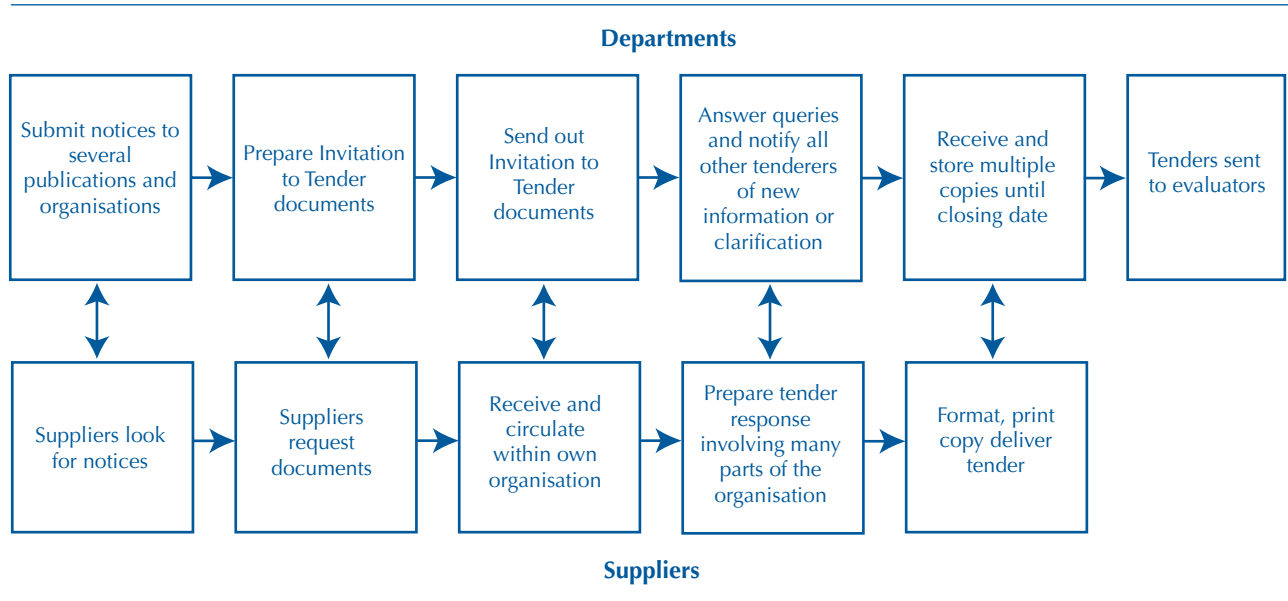 Departments
Submit notices to
several
publications and
organisations
Prepare Invitation
to Tender
documents
Send out
Invitation to
Tender
documents
Answer queries
and notify all
other tenderers
of new
information or
clarification
Receive and
store multiple
copies until
closing date
Tenders sent
to evaluators
Suppliers look
for notices
Suppliers
request
documents
Receive and
circulate
within own
organisation
Prepare tender
response
involving many
parts of the
organisation
Format, print
copy deliver
tender
Suppliers